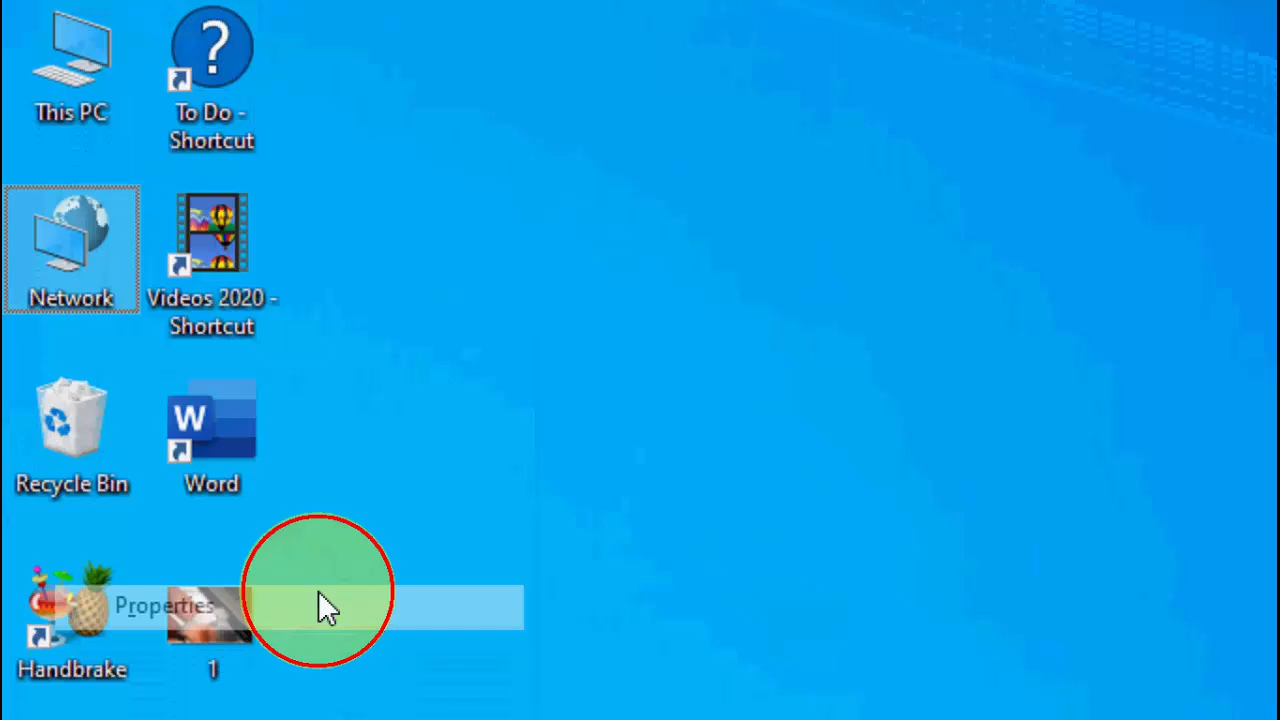 This PC
To Do -
Shortcut
Network
Videos 2020 -
Shortcut
Recycle Bin
W
Word
Properties
Handbrake
1